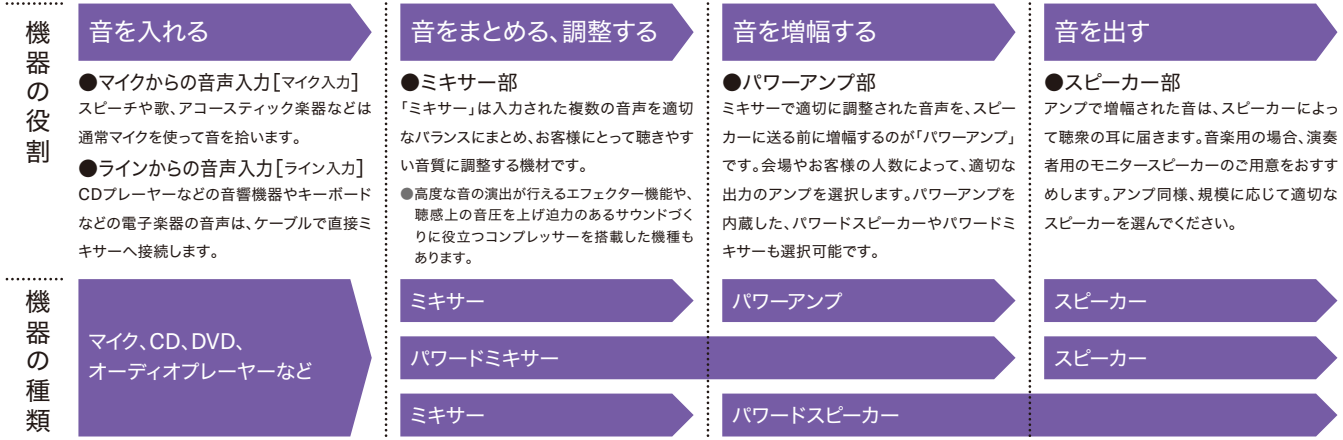 機器の役割
音を入れる
●マイクからの音声入力[マイク入力]
スピーチや歌、アコースティック楽器などは
通常マイクを使って音を拾います。
●ラインからの音声入力[ライン入力]
CDプレーヤーなどの音響機器やキーボード
などの電子楽器の音声は、ケーブルで直接ミ
キサーへ接続します。
音をまとめる、調整する
●ミキサー部
「ミキサー」は入力された複数の音声を適切
なバランスにまとめ、お客様にとって聴きやす
い音質に調整する機材です。
●高度な音の演出が行えるエフェクター機能や、
聴感上の音圧を上げ迫力のあるサウンドづく
りに役立つコンプレッサーを搭載した機種も
あります。
音を増幅する
●パワーアンプ部
ミキサーで適切に調整された音声を、スピー
カーに送る前に増幅するのが「パワーアンプ」
です。会場やお客様の人数によって、適切な
出力のアンプを選択します。パワーアンプを
内蔵した、パワードスピーカーやパワードミ
キサーも選択可能です。
音を出す
●スピーカー部
アンプで増幅された音は、スピーカーによっ
て聴衆の耳に届きます。音楽用の場合、演奏
者用のモニタースピーカーのご用意をおすす
めします。アンプ同様、規模に応じて適切な
スピーカーを選んでください。
機器の種類
マイク、CD、DVD、
オーディオプレーヤーなど
ミキサー
パワーアンプ
スピーカー
パワードミキサー
スピーカー
ミキサー
パワードスピーカー